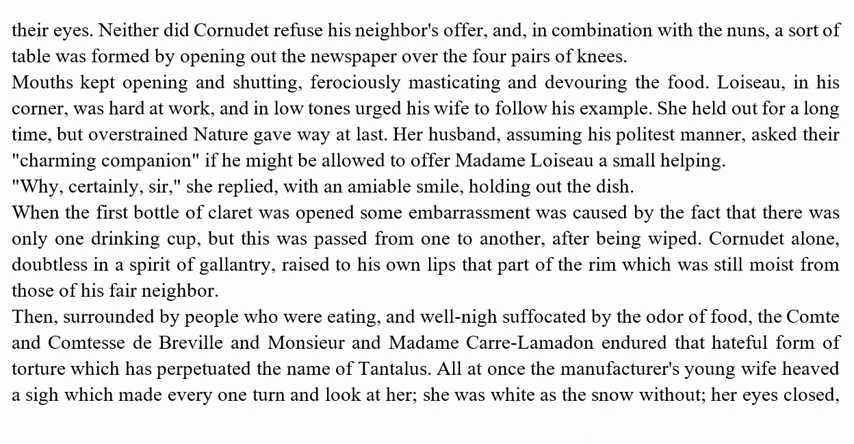 their eyes. Neither did Cornudet refuse his neighbor's offer, and, in combination with the nuns, a sort of
table was formed by opening out the newspaper over the four pairs of knees.
Mouths kept opening and shutting, ferociously masticating and devouring the food. Loiseau, in his
corner, was hard at work, and in low tones urged his wife to follow his example. She held out for a long
time, but overstrained Nature gave way at last. Her husband, assuming his politest manner, asked their
"charming companion" if he might be allowed to offer Madame Loiseau a small helping.
"Why, certainly, sir," she replied, with an amiable smile, holding out the dish.
When the first bottle of claret was opened some embarrassment was caused by the fact that there was
only one drinking cup, but this was passed from one to another, after being wiped. Cornudet alone,
doubtless in a spirit of gallantry, raised to his own lips that part of the rim which was still moist from
those of his fair neighbor.
Then, surrounded by people who were eating, and well-nigh suffocated by the odor of food, the Comte
and Comtesse de Breville and Monsieur and Madame Carre-Lamadon endured that hateful form of
torture which has perpetuated the name of Tantalus. All at once the manufacturer's young wife heaved
a sigh which made every one turn and look at her; she was white as the snow without; her eyes closed,